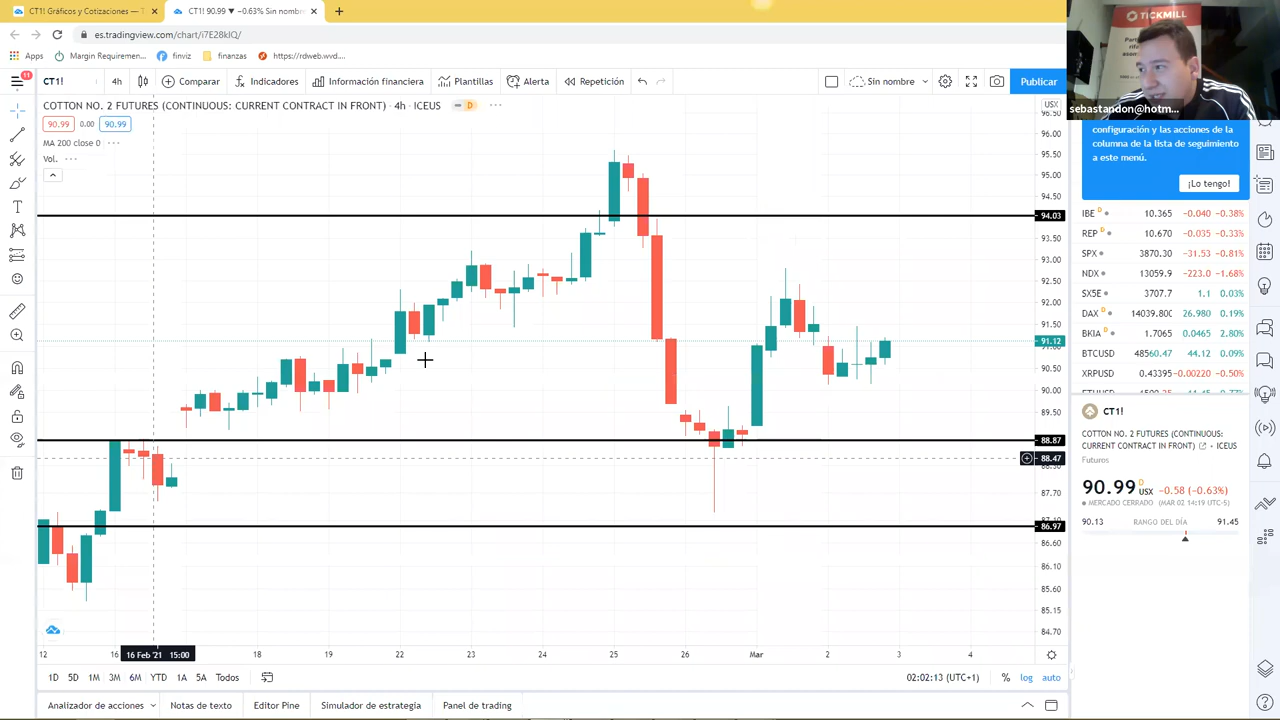 CT1! Gráficos y Cotizaciones — T
CT1! 90.99 ▼ −0.63% Sin nombre
es.tradingview.com/chart/i7E28kIQ/
Apps
Margin Requiremen...
finviz
finanzas
https://rdweb.wvd....
TICKMILL
sebastandon@hotm...
11
CT1!
4h
Comparar
Indicadores
Información financiera
Plantillas
Alerta
Repetición
Sin nombre
Publicar
COTTON NO. 2 FUTURES (CONTINUOUS: CURRENT CONTRACT IN FRONT) · 4h · ICEUS
D
90.99
0.00
90.99
MA 200 close 0
Vol.
USX
96.50
96.00
95.50
95.00
94.50
94.03
93.50
93.00
92.50
92.00
91.50
91.12
90.50
90.00
89.50
88.87
88.47
87.70
86.97
86.60
86.10
85.60
85.15
84.70
12
16
16 Feb '21 15:00
18
19
22
23
24
25
26
Mar
2
3
4
1D
5D
1M
3M
6M
YTD
1A
5A
Todos
02:02:13 (UTC+1)
%
log
auto
Analizador de acciones
Notas de texto
Editor Pine
Simulador de estrategia
Panel de trading
configuración y las acciones de la
columna de la lista de seguimiento
a este menú.
¡Lo tengo!
IBE D 10.365 −0.040 −0.38%
REP D 10.670 −0.035 −0.33%
SPX 3870.30 −31.53 −0.81%
NDX 13059.9 −223.0 −1.68%
SX5E 3707.7 1.1 0.03%
DAX D 14039.800 26.980 0.19%
BKIA D 1.7065 0.0465 2.80%
BTCUSD 48560.47 44.12 0.09%
XRPUSD 0.43395 −0.00220 −0.50%
CT1!
COTTON NO. 2 FUTURES (CONTINUOUS:
CURRENT CONTRACT IN FRONT) • ICEUS
Futuros
90.99 D USX −0.58 (−0.63%)
MERCADO CERRADO (MAR 02 14:19 UTC-5)
90.13 RANGO DEL DÍA 91.45